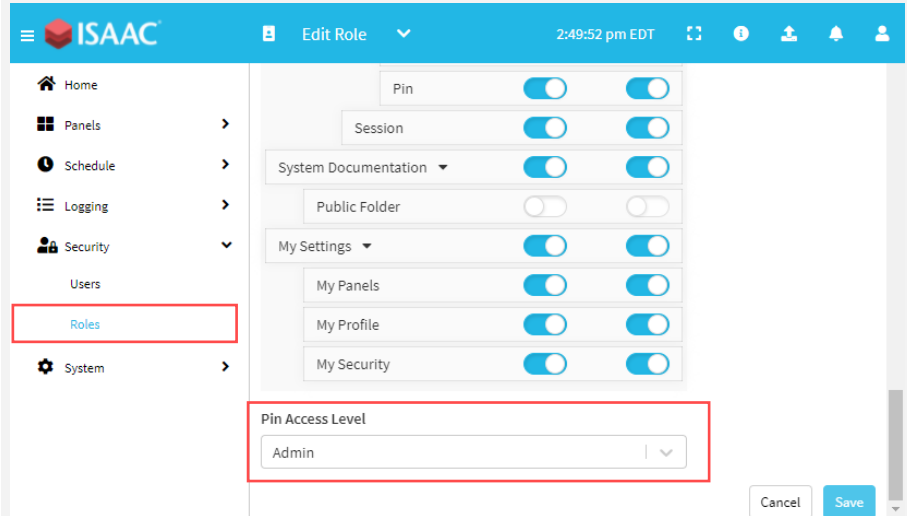 ISAAC
Edit Role
2:49:52 pm EDT
Home
Panels
Schedule
Logging
Security
Users
Roles
System
Pin
Session
System Documentation
Public Folder
My Settings
My Panels
My Profile
My Security
Pin Access Level
Admin
Cancel
Save